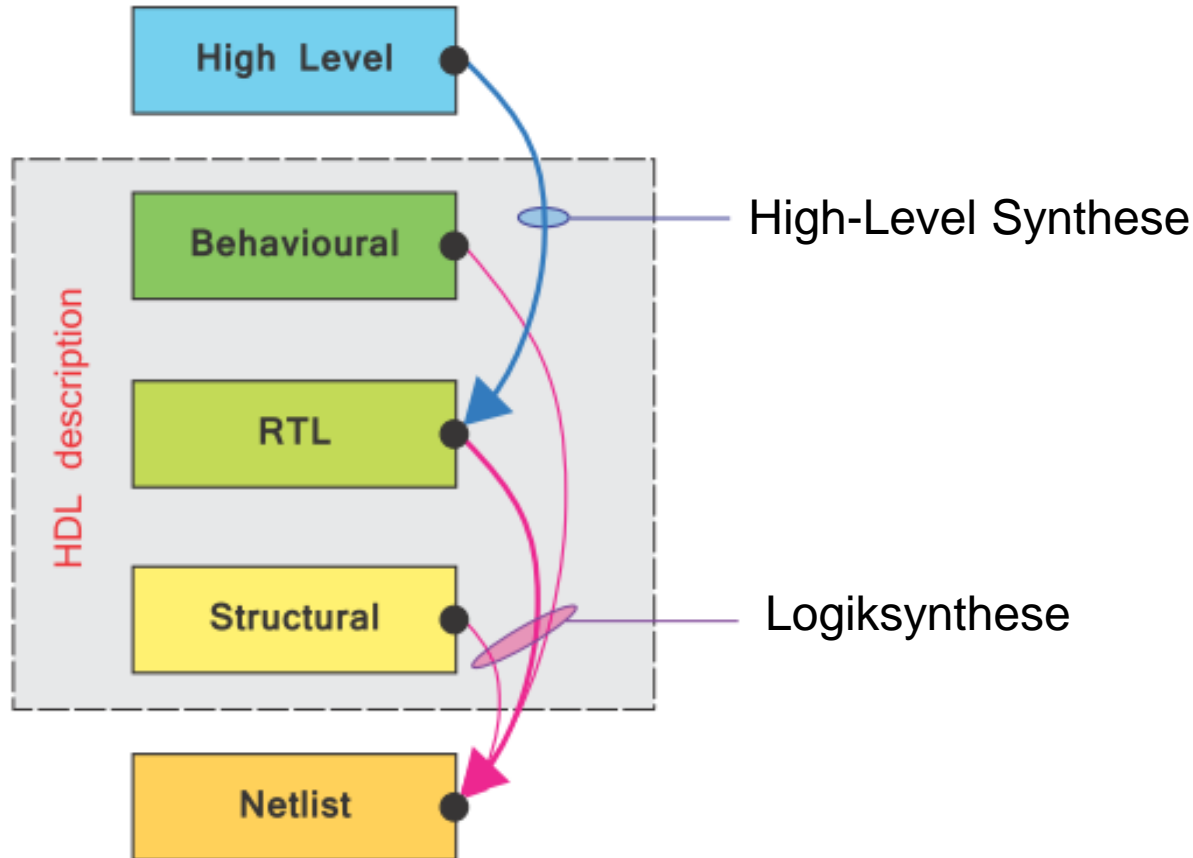 High Level
Behavioural
High-Level Synthese
HDL description
RTL
Structural
Logiksynthese
Netlist